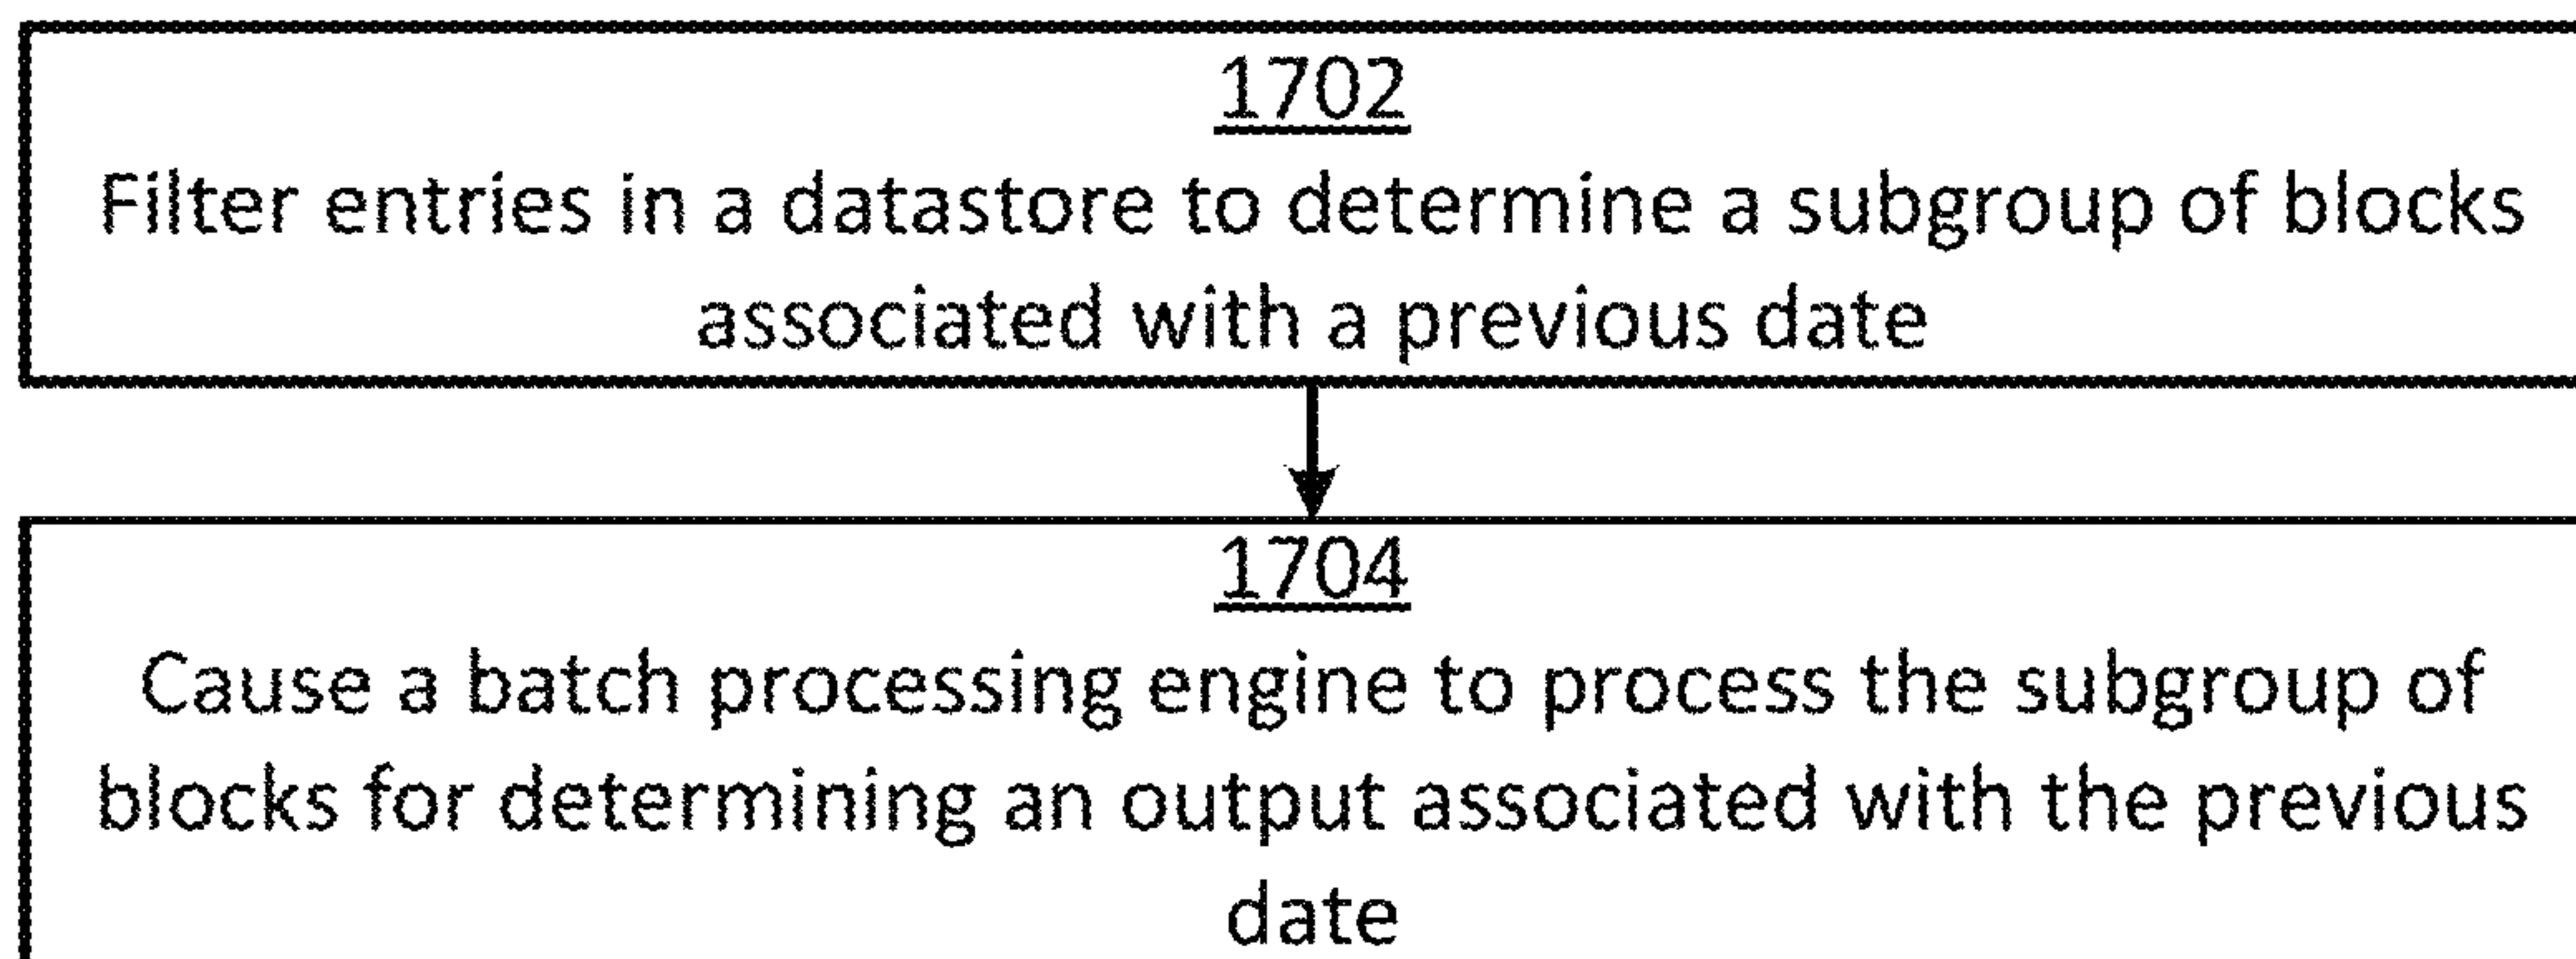 1702
Filter entries in a datastore to determine a subgroup of blocks
associated with a previous date
1704
Cause a batch processing engine to process the subgroup of
blocks for determining an output associated with the previous
date